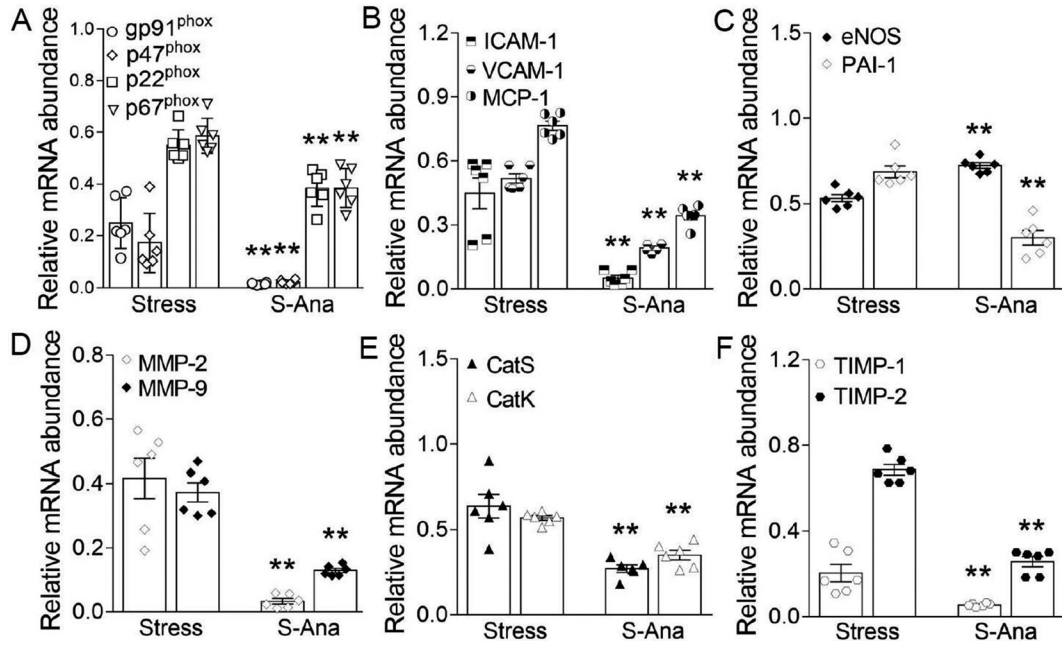 A
Relative mRNA abundance
1.0
0.8
0.6
0.4
0.2
0.0
gp91phox
p47phox
p22phox
p67phox
** ** ** **
Stress S-Ana
B
Relative mRNA abundance
1.2
0.9
0.6
0.3
0.0
ICAM-1
VCAM-1
MCP-1
** ** **
Stress S-Ana
C
Relative mRNA abundance
1.5
1.0
0.5
0.0
eNOS
PAI-1
** **
Stress S-Ana
D
Relative mRNA abundance
0.8
0.6
0.4
0.2
0.0
MMP-2
MMP-9
** **
Stress S-Ana
E
Relative mRNA abundance
1.5
1.0
0.5
0.0
CatS
CatK
** **
Stress S-Ana
F
Relative mRNA abundance
1.2
0.8
0.4
0.0
TIMP-1
TIMP-2
** **
Stress S-Ana